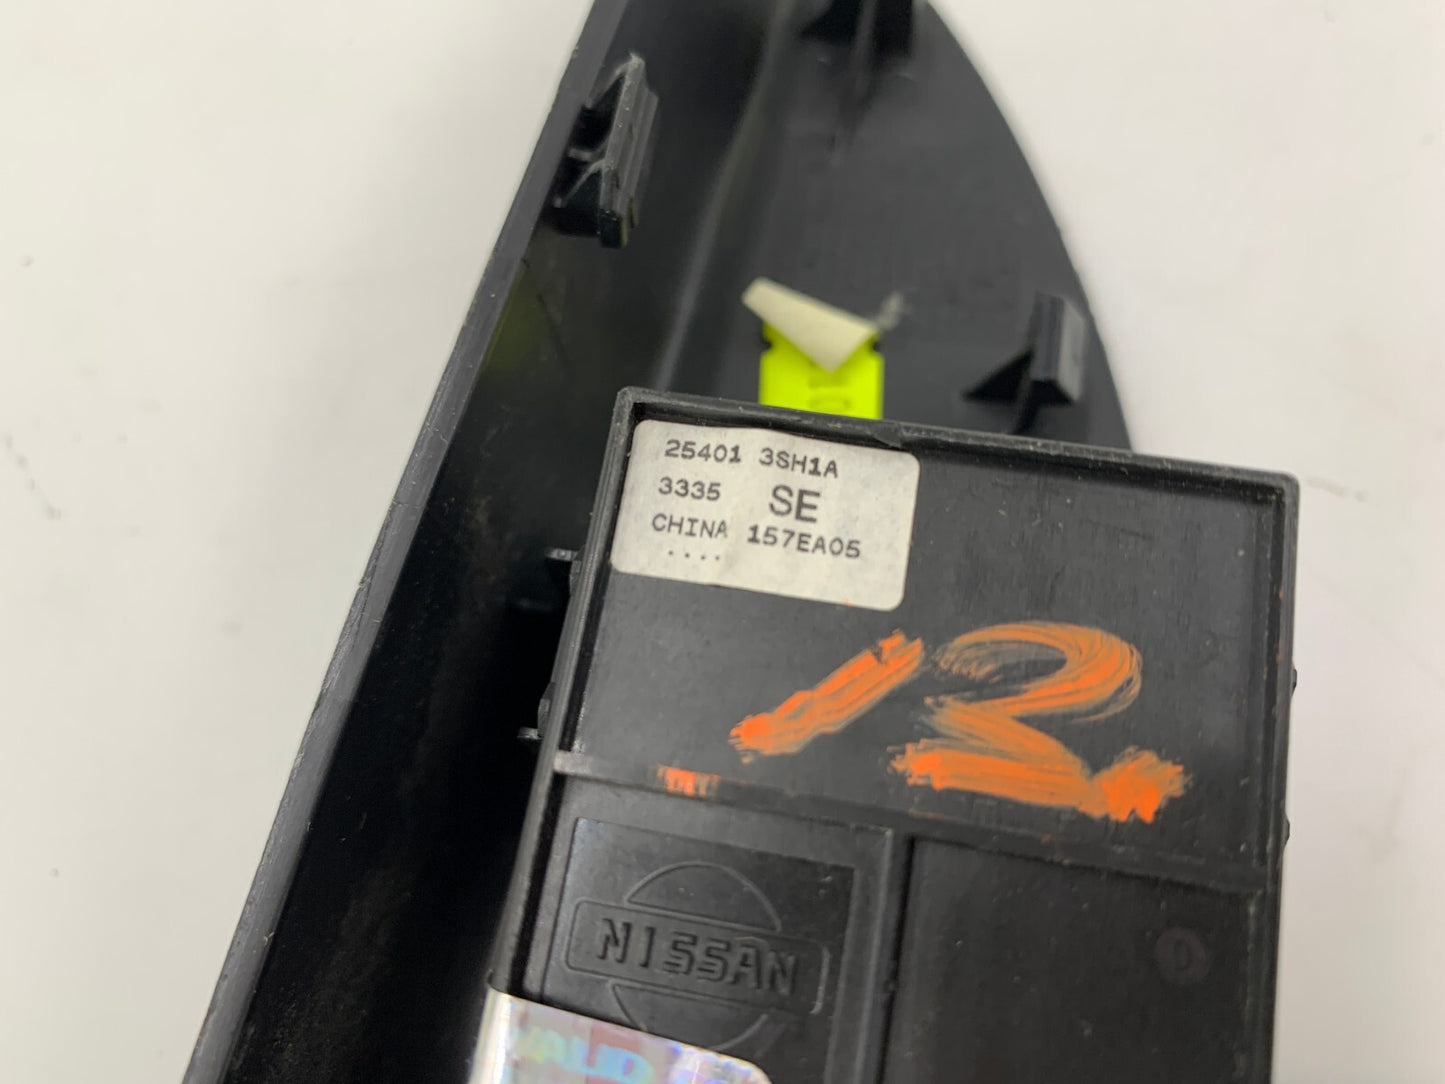 25401 3SH1A
3335 SE
CHINA 157EA05
12.
NISSAN